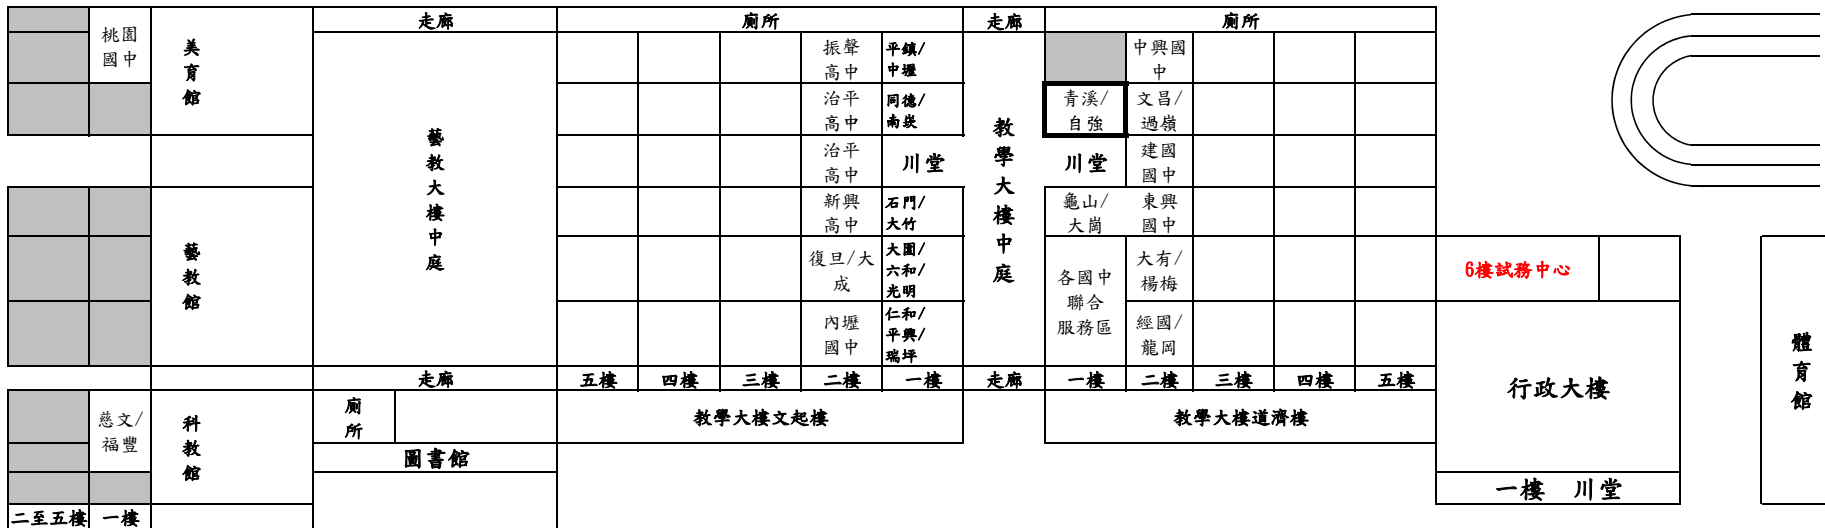 走廊
廁所
走廊
廁所
桃園
國中
美
育
館
藝
教
大
樓
中
庭
振聲
高中
平鎮/
中壢
教
學
大
樓
中
庭
中興國
中
治平
高中
同德/
南崁
青溪/
自強
文昌/
過嶺
治平
高中
川堂
川堂
建國
國中
藝
教
館
新興
高中
石門/
大竹
龜山/
大崗
東興
國中
復旦/大
成
大園/
六和/
光明
各國中
聯合
服務區
大有/
楊梅
6樓試務中心
內壢
國中
仁和/
平興/
瑞坪
經國/
龍岡
體
育
館
走廊
五樓
四樓
三樓
二樓
一樓
走廊
一樓
二樓
三樓
四樓
五樓
行政大樓
慈文/
福豐
科
教
館
廁
所
教學大樓文起樓
教學大樓道濟樓
圖書館
一樓 川堂
二至五樓
一樓